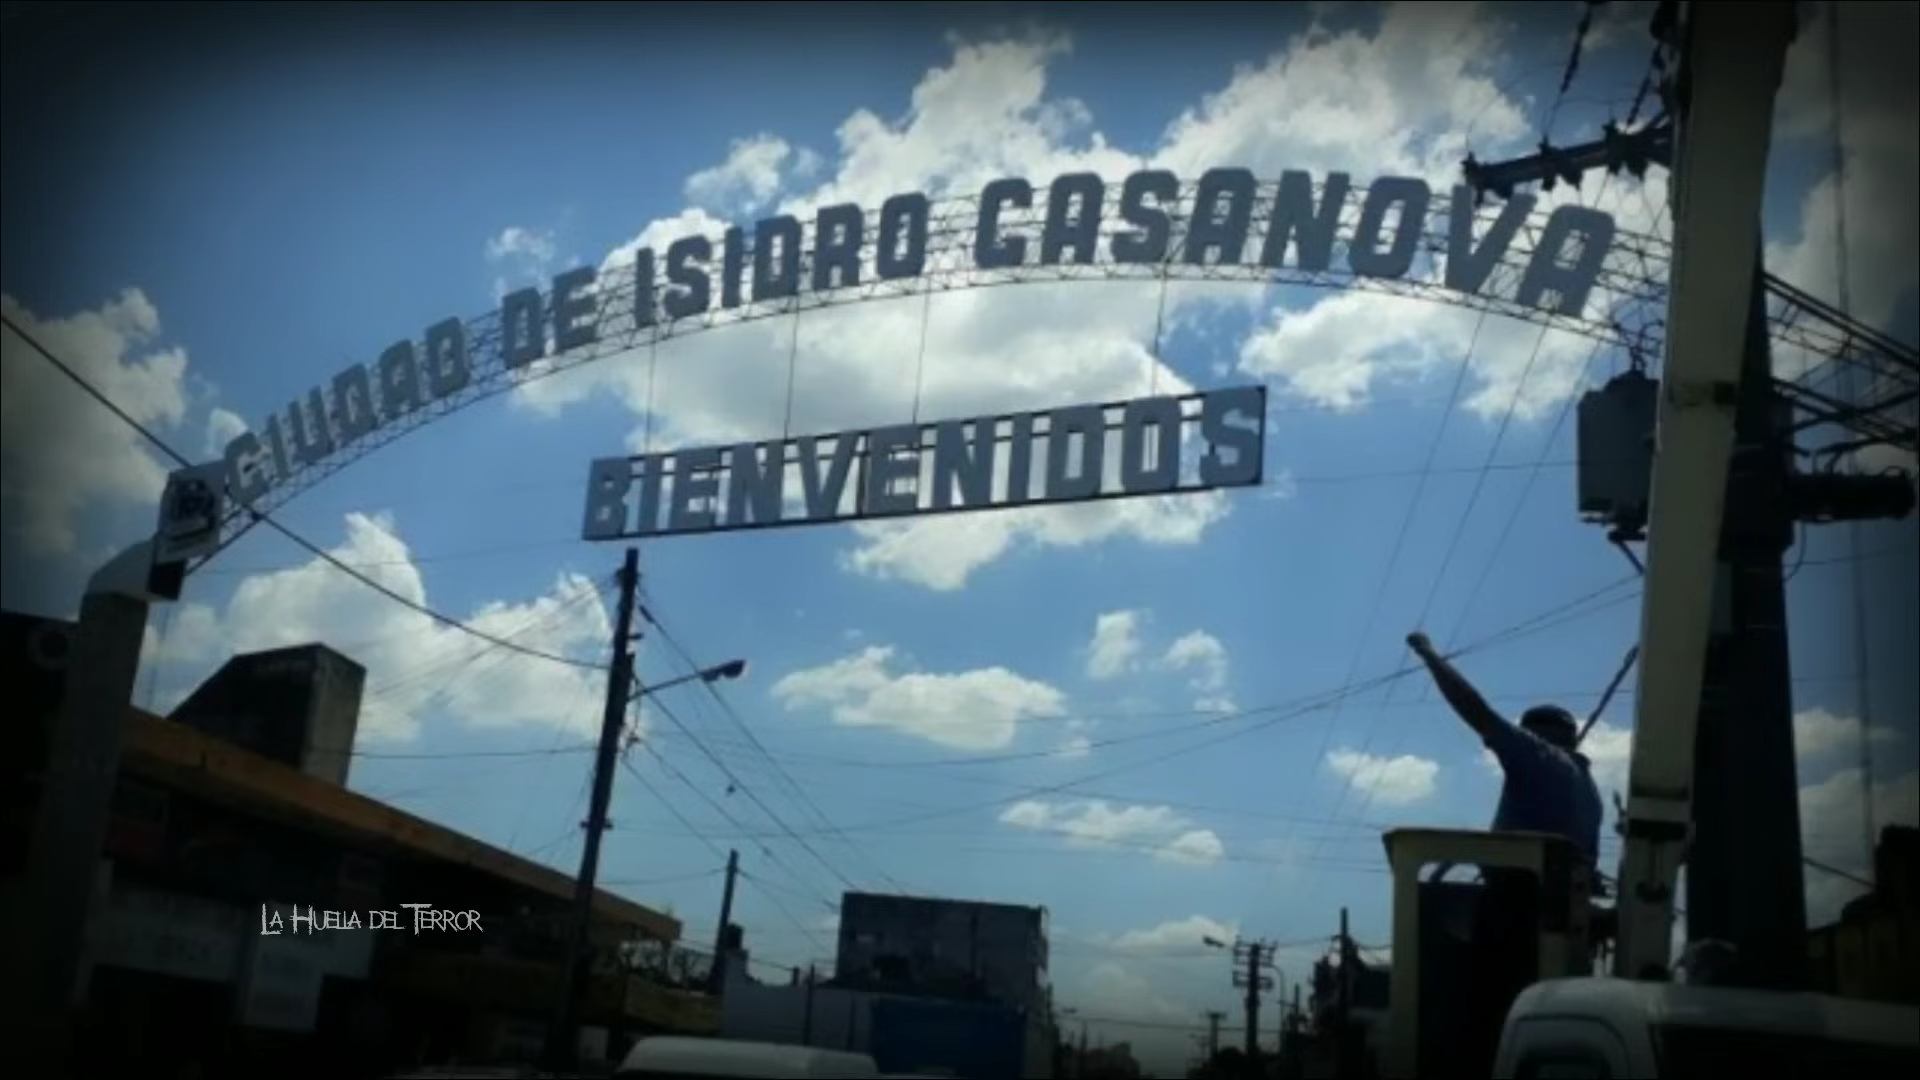 CIUDAD DE ISIDRO CASANOVA
BIENVENIDOS
LA HUELLA DEL TERROR